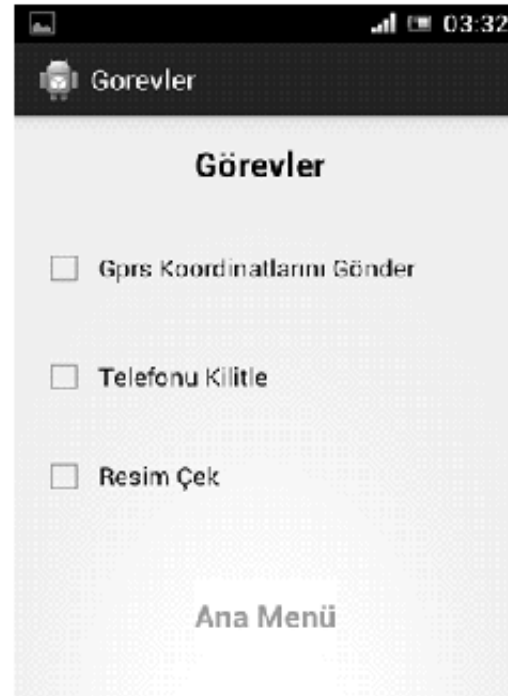 03:32
Gorevler
Görevler
Gprs Koordinatlarını Gönder
Telefonu Kilitle
Resim Çek
Ana Menü